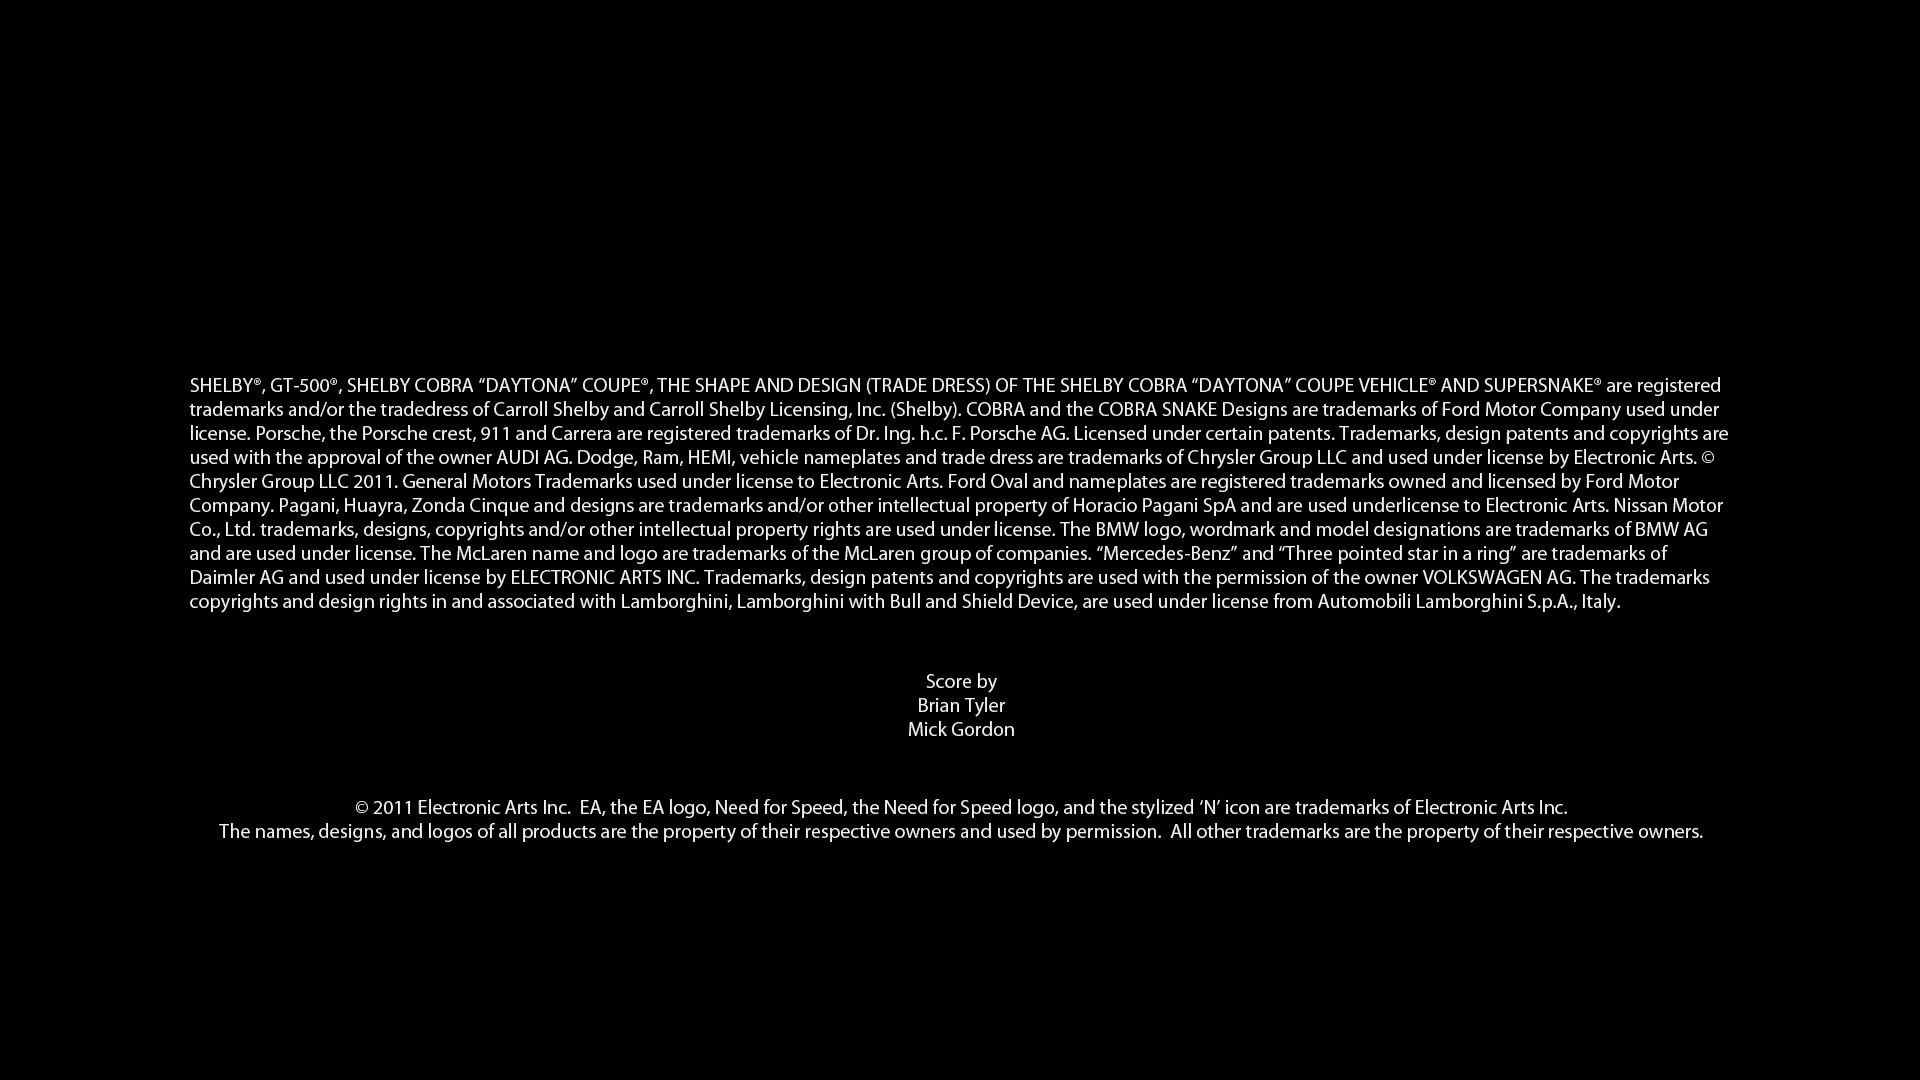 SHELBY®, GT-500®, SHELBY COBRA “DAYTONA” COUPE®, THE SHAPE AND DESIGN (TRADE DRESS) OF THE SHELBY COBRA “DAYTONA” COUPE VEHICLE® AND SUPERSNAKE® are registered
trademarks and/or the tradedress of Carroll Shelby and Carroll Shelby Licensing, Inc. (Shelby). COBRA and the COBRA SNAKE Designs are trademarks of Ford Motor Company used under
license. Porsche, the Porsche crest, 911 and Carrera are registered trademarks of Dr. Ing. h.c. F. Porsche AG. Licensed under certain patents. Trademarks, design patents and copyrights are
used with the approval of the owner AUDI AG. Dodge, Ram, HEMI, vehicle nameplates and trade dress are trademarks of Chrysler Group LLC and used under license by Electronic Arts. ©
Chrysler Group LLC 2011. General Motors Trademarks used under license to Electronic Arts. Ford Oval and nameplates are registered trademarks owned and licensed by Ford Motor
Company. Pagani, Huayra, Zonda Cinque and designs are trademarks and/or other intellectual property of Horacio Pagani SpA and are used underlicense to Electronic Arts. Nissan Motor
Co., Ltd. trademarks, designs, copyrights and/or other intellectual property rights are used under license. The BMW logo, wordmark and model designations are trademarks of BMW AG
and are used under license. The McLaren name and logo are trademarks of the McLaren group of companies. “Mercedes-Benz” and “Three pointed star in a ring” are trademarks of
Daimler AG and used under license by ELECTRONIC ARTS INC. Trademarks, design patents and copyrights are used with the permission of the owner VOLKSWAGEN AG. The trademarks
copyrights and design rights in and associated with Lamborghini, Lamborghini with Bull and Shield Device, are used under license from Automobili Lamborghini S.p.A., Italy.
Score by
Brian Tyler
Mick Gordon
© 2011 Electronic Arts Inc.  EA, the EA logo, Need for Speed, the Need for Speed logo, and the stylized ‘N’ icon are trademarks of Electronic Arts Inc.
The names, designs, and logos of all products are the property of their respective owners and used by permission.  All other trademarks are the property of their respective owners.